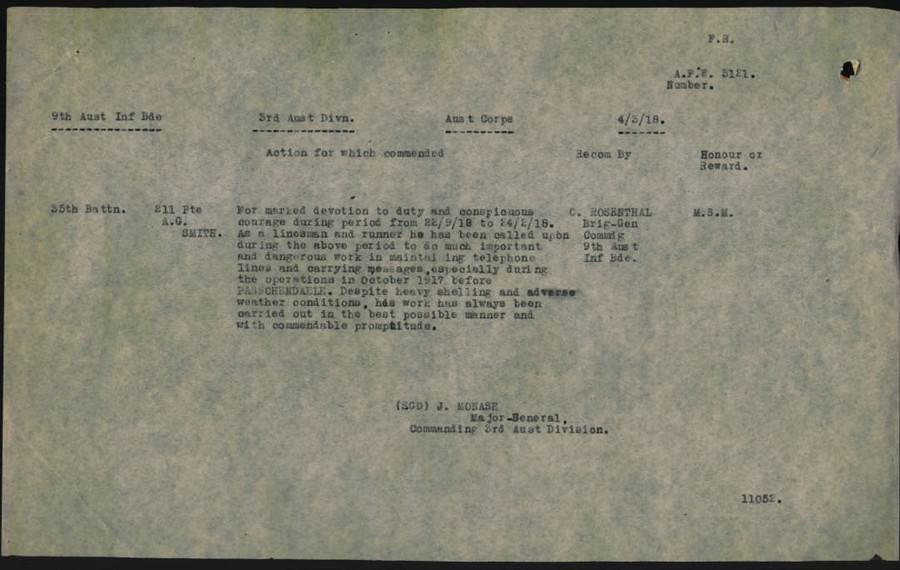 F.H.
A.F.E. 3121.
Number.
9th Aust Inf Bde 3rd Aust Divn. Aust Corps 4/3/18.
Action for which commended Recom By Honour or
Reward.
35th Battn. 211 Pte For marked devotion to duty and conspicuous C. ROSENTHAL M.S.M.
A.G. courage during period from 22/9/18 to 24/2/18. Brig-Gen
SMITH. As a linesman and runner he has been called upon Commdg
during the above period to do much important 9th Aust
and dangerous work in maintai ing telephone Inf Bde.
lines and carrying messages,especially during
the operations in October 1917 before
PASSCHENDAELE. Despite heavy shelling and adverse
weather conditions, his work has always been
carried out in the best possible manner and
with commendable promptitude.
(SGD) J. MONASH
Major-General,
Commanding 3rd Aust Division.
11052.